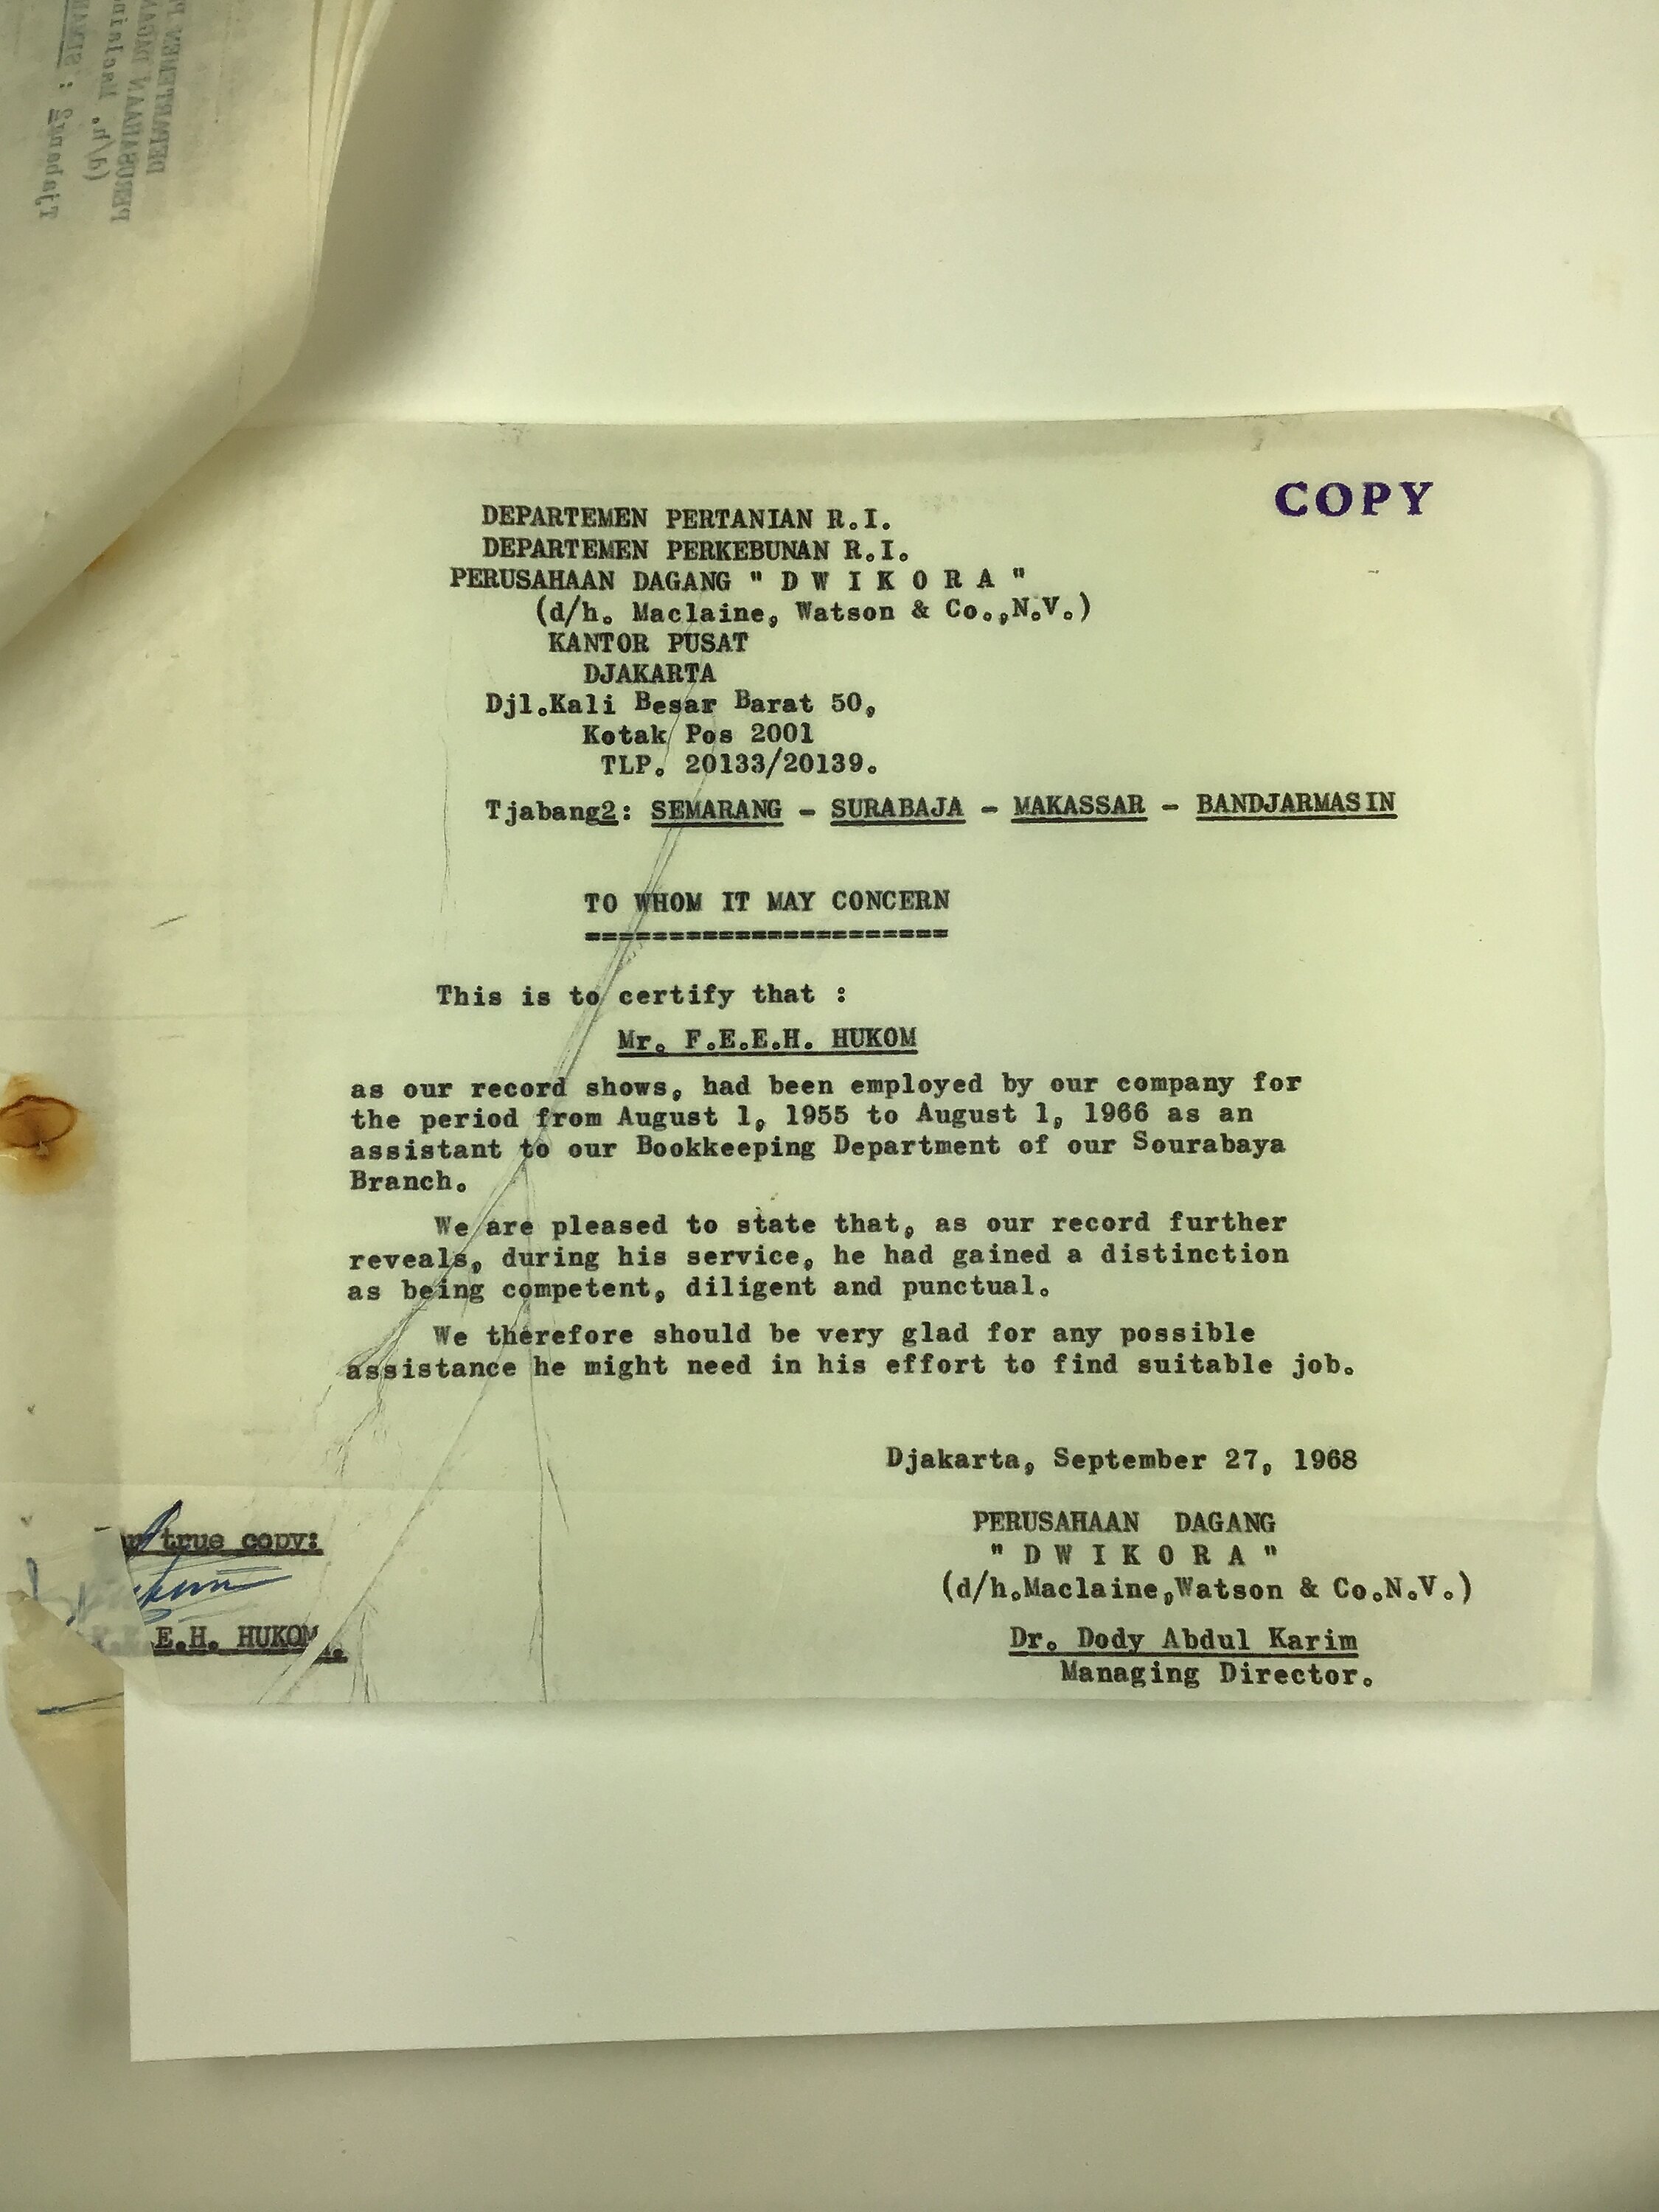 COPY
DEPARTEMEN PERTANIAN R.I.
DEPARTEMEN PERKEBUNAN R.I.
PERUSAHAAN DAGANG " D W I K O R A "
(d/h. Maclaine, Watson & Co.,N.V.)
KANTOR PUSAT
DJAKARTA
Djl.Kali Besar Barat 50,
Kotak Pos 2001
TLP. 20133/20139.
Tjabang2: SEMARANG - SURABAJA - MAKASSAR - BANDJARMASIN
TO WHOM IT MAY CONCERN
======================
This is to certify that :
Mr. F.E.E.H. HUKOM
as our record shows, had been employed by our company for
the period from August 1, 1955 to August 1, 1966 as an
assistant to our Bookkeeping Department of our Sourabaya
Branch.
We are pleased to state that, as our record further
reveals, during his service, he had gained a distinction
as being competent, diligent and punctual.
We therefore should be very glad for any possible
assistance he might need in his effort to find suitable job.
Djakarta, September 27, 1968
PERUSAHAAN DAGANG
" D W I K O R A "
(d/h.Maclaine,Watson & Co.N.V.)
Dr. Dody Abdul Karim
Managing Director.
true copy:
E.H. HUKOM.